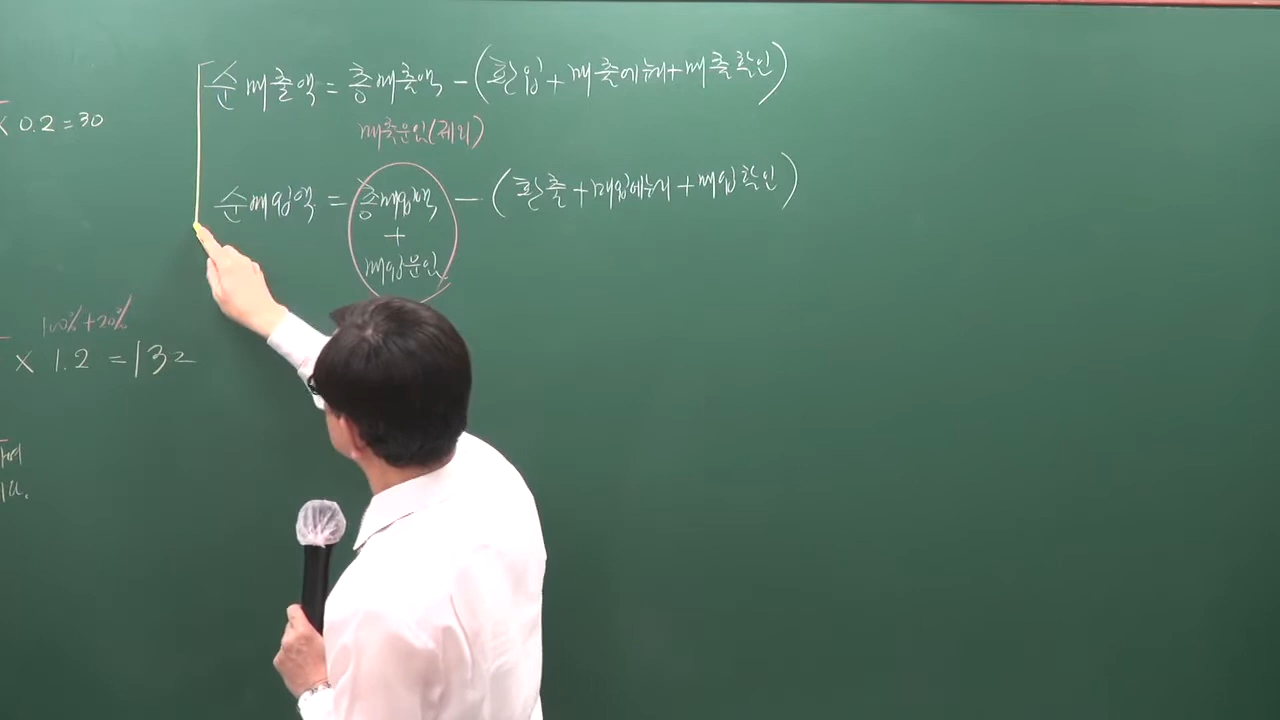 순매출액 = 총매출액 - (환입 + 매출에누리 + 매출할인)
매출운임(제외)
순매입액 = 총매입액 - (환출 + 매입에누리 + 매입할인)
+
매입운임
X 0.2 = 30
100% + 20%
X 1.2 = 132